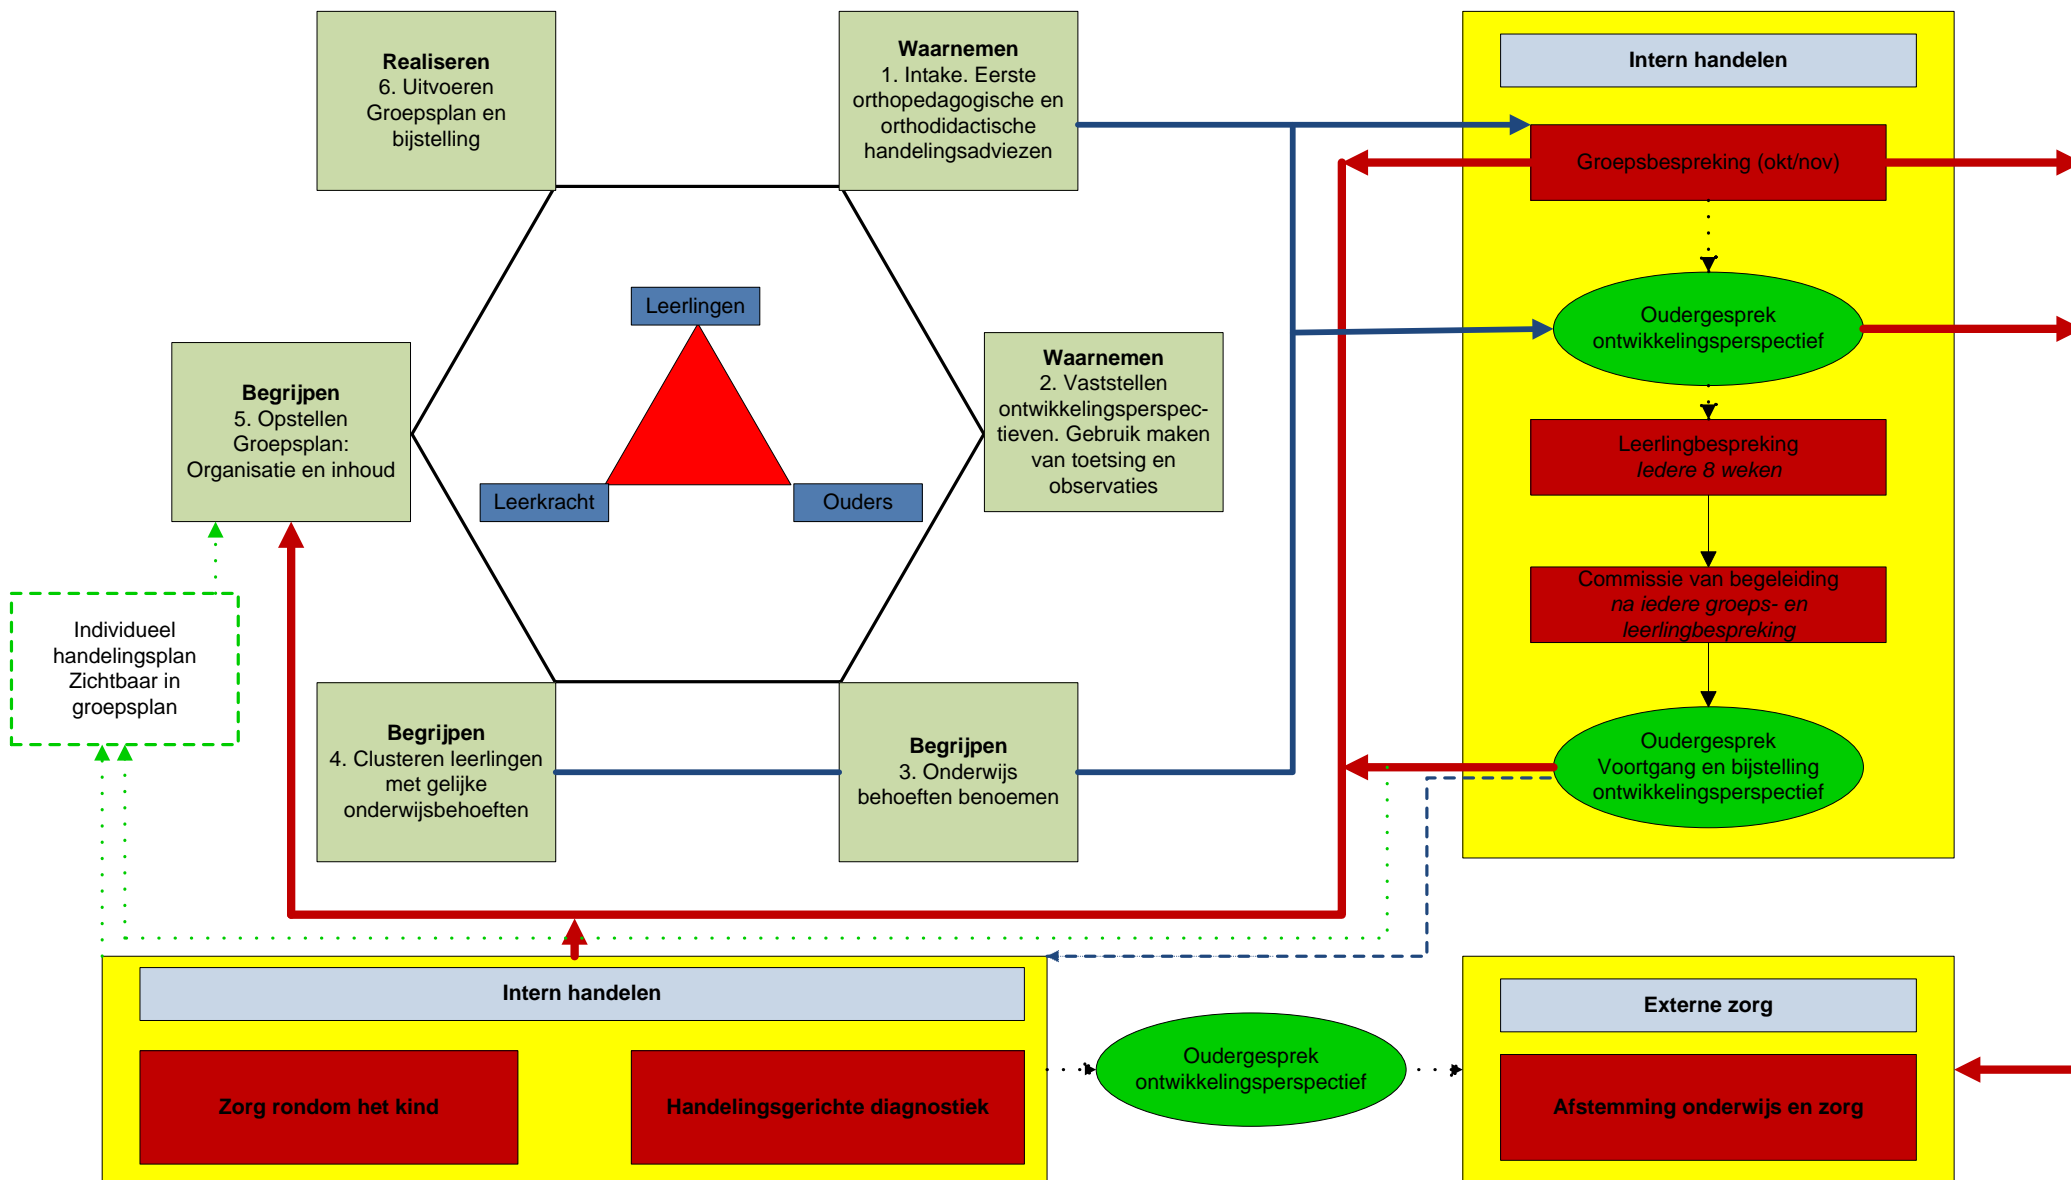 Realiseren
6. Uitvoeren
Groepsplan en
bijstelling
Waarnemen
1. Intake. Eerste
orthopedagogische en
orthodidactische
handelingsadviezen
Leerlingen
Leerkracht
Ouders
Waarnemen
2. Vaststellen
ontwikkelingsperspec-
tieven. Gebruik maken
van toetsing en
observaties
Begrijpen
5. Opstellen
Groepsplan:
Organisatie en inhoud
Individueel
handelingsplan
Zichtbaar in
groepsplan
Begrijpen
4. Clusteren leerlingen
met gelijke
onderwijsbehoeften
Begrijpen
3. Onderwijs
behoeften benoemen
Intern handelen
Groepsbespreking (okt/nov)
Oudergesprek
ontwikkelingsperspectief
Leerlingbespreking
Iedere 8 weken
Commissie van begeleiding
na iedere groeps- en
leerlingbespreking
Oudergesprek
Voortgang en bijstelling
ontwikkelingsperspectief
Intern handelen
Zorg rondom het kind
Handelingsgerichte diagnostiek
Oudergesprek
ontwikkelingsperspectief
Externe zorg
Afstemming onderwijs en zorg